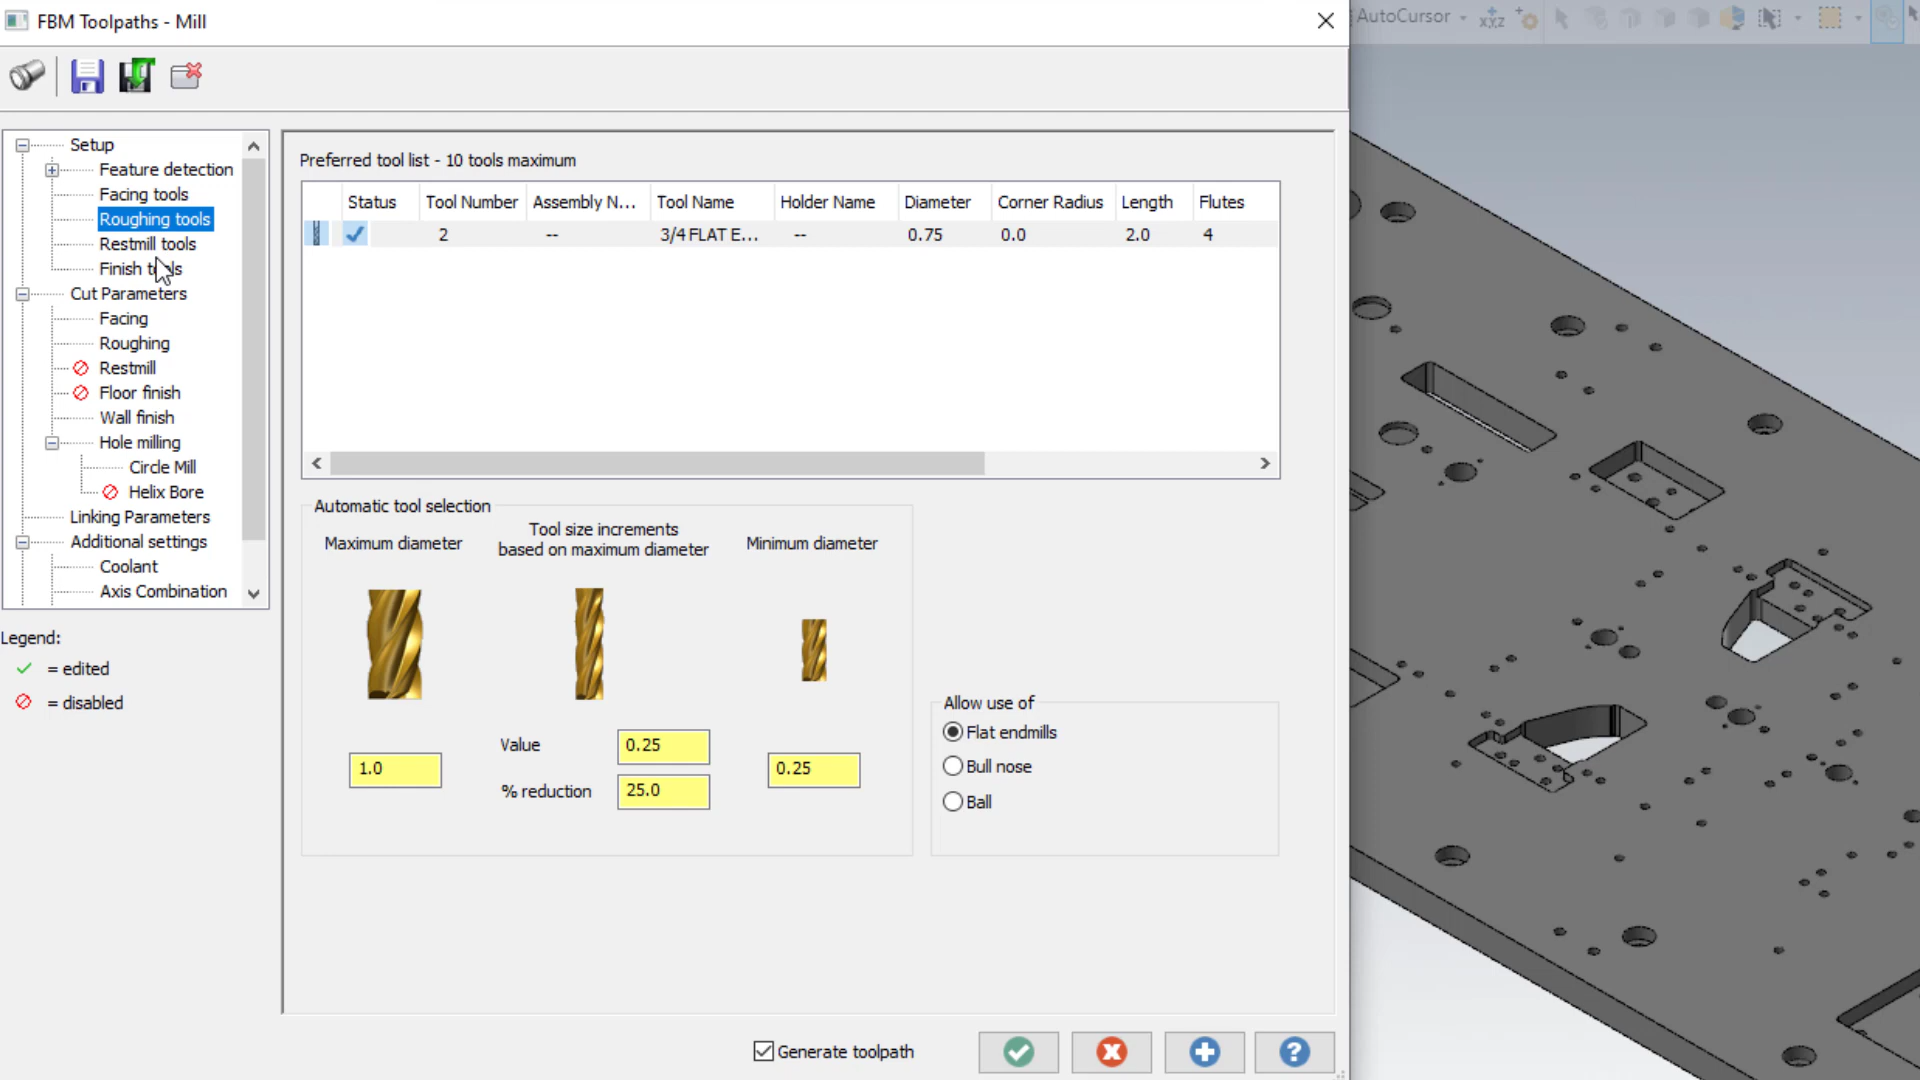 FBM Toolpaths - Mill
AutoCursor
Setup
Feature detection
Facing tools
Roughing tools
Restmill tools
Finish tools
Cut Parameters
Facing
Roughing
Restmill
Floor finish
Wall finish
Hole milling
Circle Mill
Helix Bore
Linking Parameters
Additional settings
Coolant
Axis Combination
Legend:
= edited
= disabled
Preferred tool list - 10 tools maximum
Status Tool Number Assembly N... Tool Name Holder Name Diameter Corner Radius Length Flutes
2 -- 3/4 FLAT E... -- 0.75 0.0 2.0 4
Automatic tool selection
Maximum diameter
Tool size increments
based on maximum diameter
Minimum diameter
Value 0.25
1.0
0.25
% reduction 25.0
Allow use of
Flat endmills
Bull nose
Ball
Generate toolpath